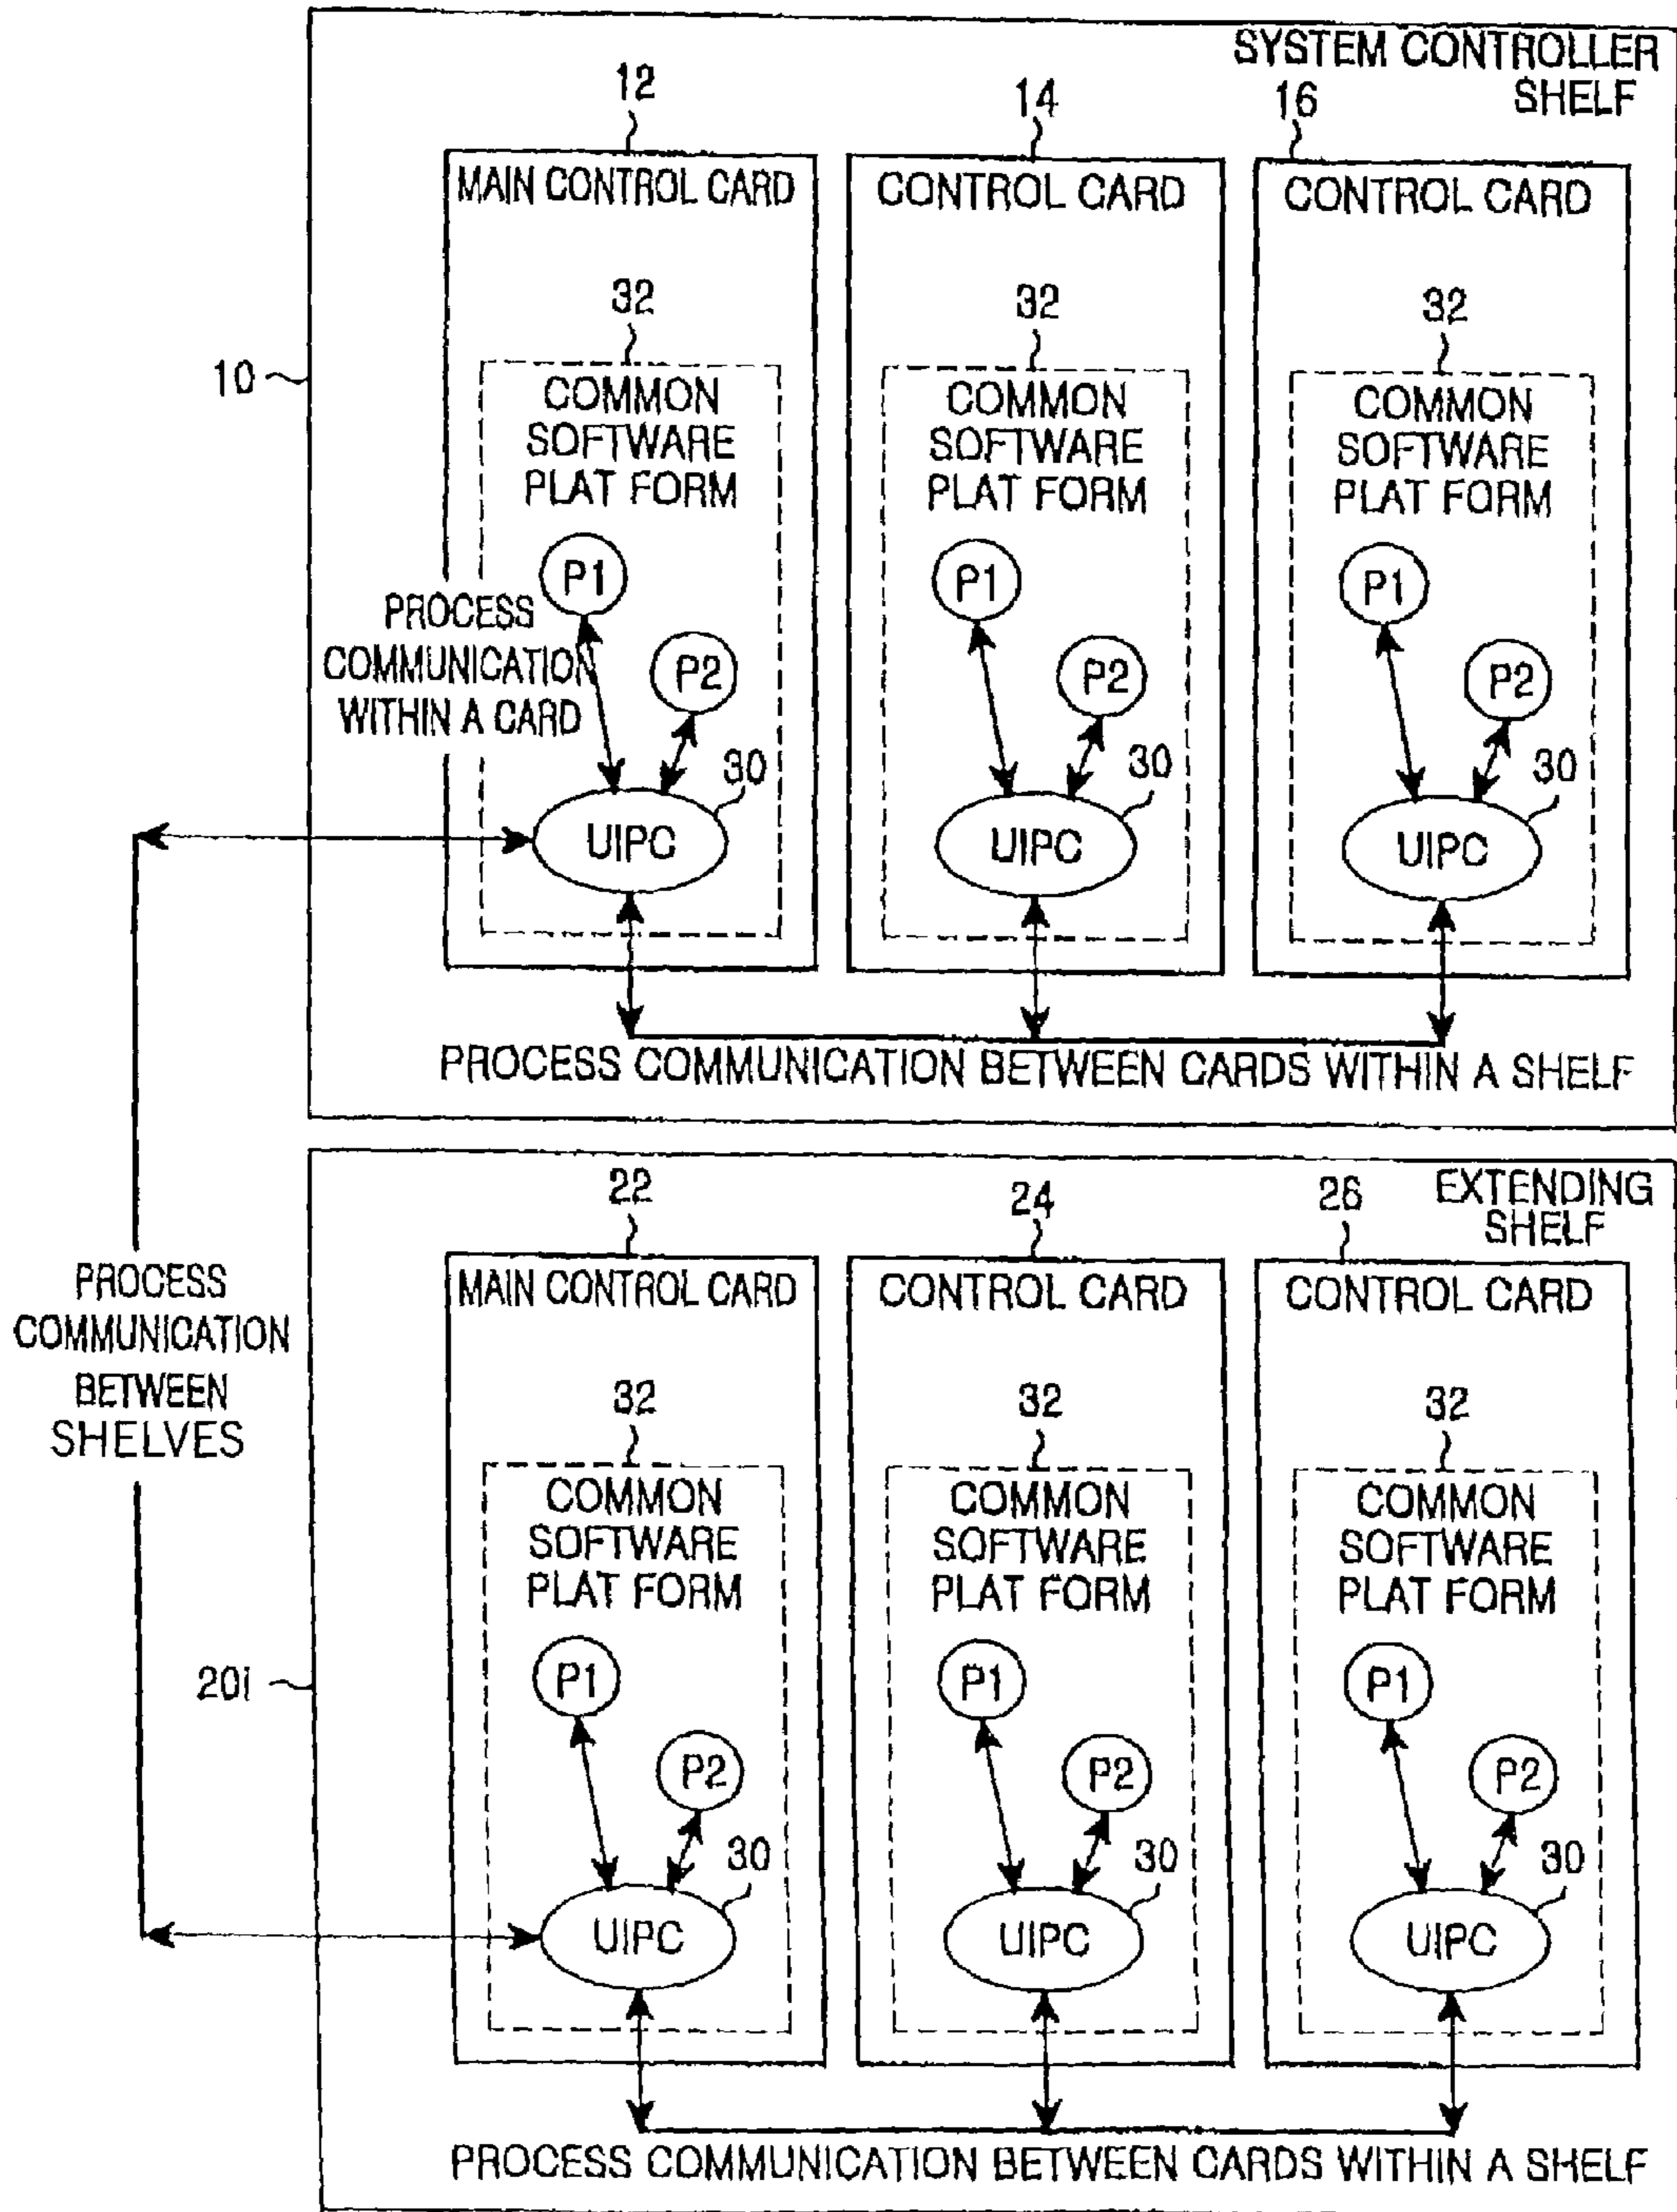 SYSTEM CONTROLLER
SHELF
12
14
16
MAIN CONTROL CARD
CONTROL CARD
CONTROL CARD
32
32
32
10
COMMON
SOFTWARE
PLAT FORM
COMMON
SOFTWARE
PLAT FORM
COMMON
SOFTWARE
PLAT FORM
P1
P1
P1
PROCESS
COMMUNICATION
WITHIN A CARD
P2
P2
P2
30
30
30
UIPC
UIPC
UIPC
PROCESS COMMUNICATION BETWEEN CARDS WITHIN A SHELF
EXTENDING
SHELF
22
24
26
MAIN CONTROL CARD
CONTROL CARD
CONTROL CARD
PROCESS
COMMUNICATION
BETWEEN
SHELVES
32
32
32
COMMON
SOFTWARE
PLAT FORM
COMMON
SOFTWARE
PLAT FORM
COMMON
SOFTWARE
PLAT FORM
20i
P1
P1
P1
P2
P2
P2
30
30
30
UIPC
UIPC
UIPC
PROCESS COMMUNICATION BETWEEN CARDS WITHIN A SHELF